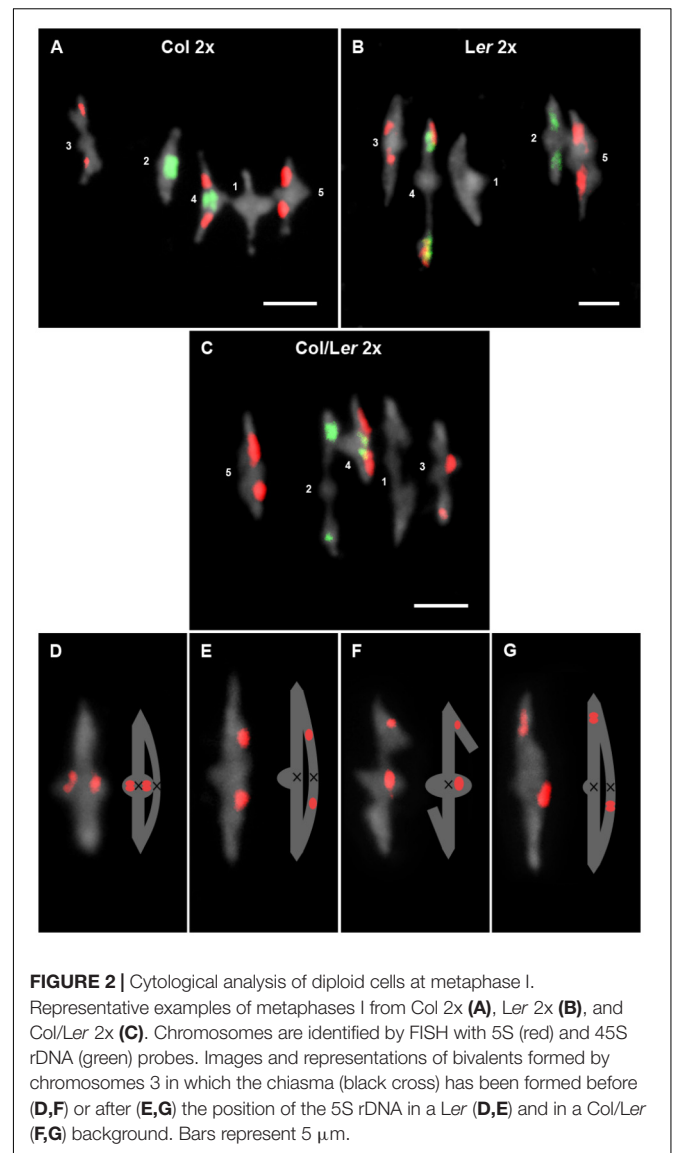 A Col 2x
B Ler 2x
3
2
4
1
5
3
4
1
2
5
C Col/Ler 2x
5
2
4
1
3
D E F G
FIGURE 2 | Cytological analysis of diploid cells at metaphase I.
Representative examples of metaphases I from Col 2x (A), Ler 2x (B), and
Col/Ler 2x (C). Chromosomes are identified by FISH with 5S (red) and 45S
rDNA (green) probes. Images and representations of bivalents formed by
chromosomes 3 in which the chiasma (black cross) has been formed before
(D,F) or after (E,G) the position of the 5S rDNA in a Ler (D,E) and in a Col/Ler
(F,G) background. Bars represent 5 μm.